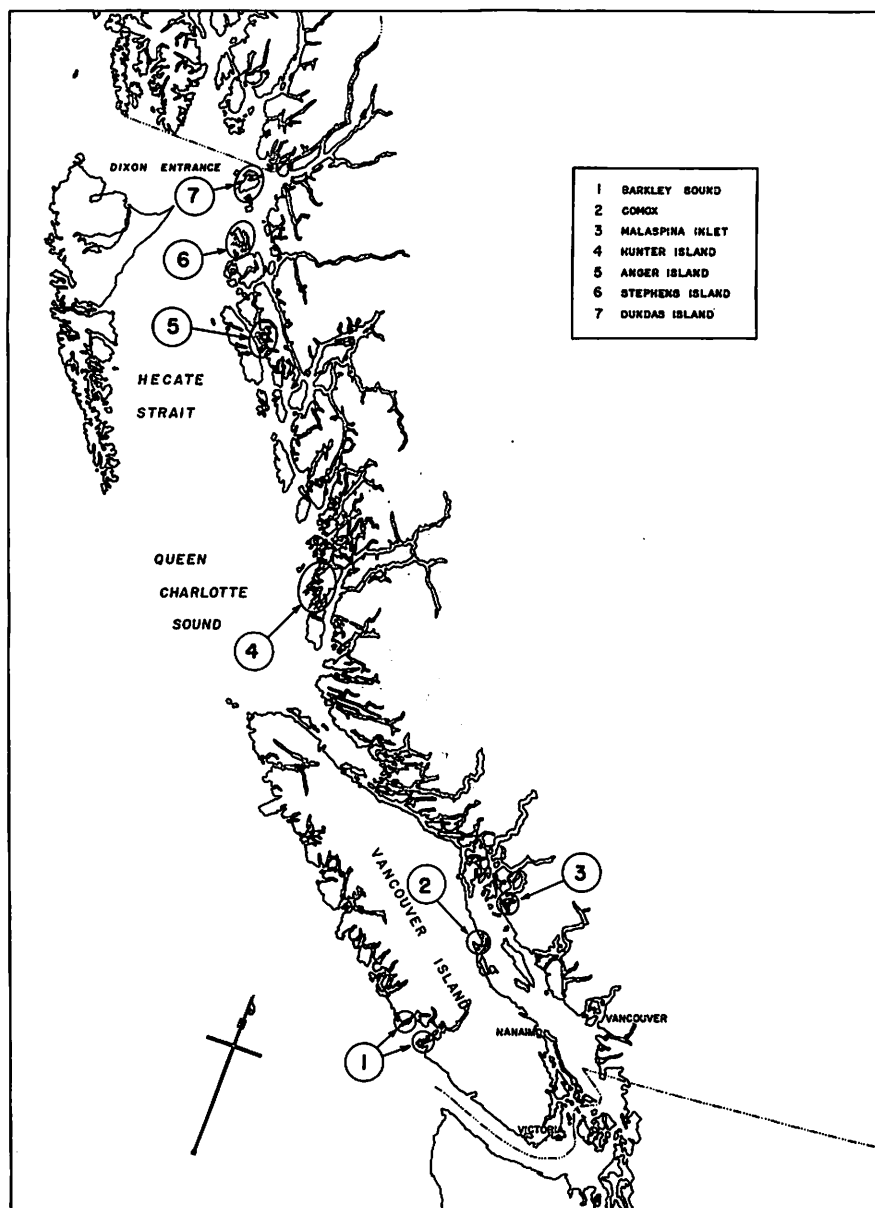 DIXON ENTRANCE
7
6
5
HECATE
STRAIT
QUEEN
CHARLOTTE
SOUND
4
1 BARKLEY SOUND
2 COMOX
3 MALASPINA INLET
4 HUNTER ISLAND
5 ANGER ISLAND
6 STEPHENS ISLAND
7 DUNDAS ISLAND
VANCOUVER
ISLAND
2
3
1
NANAIMO
VANCOUVER
VICTORIA